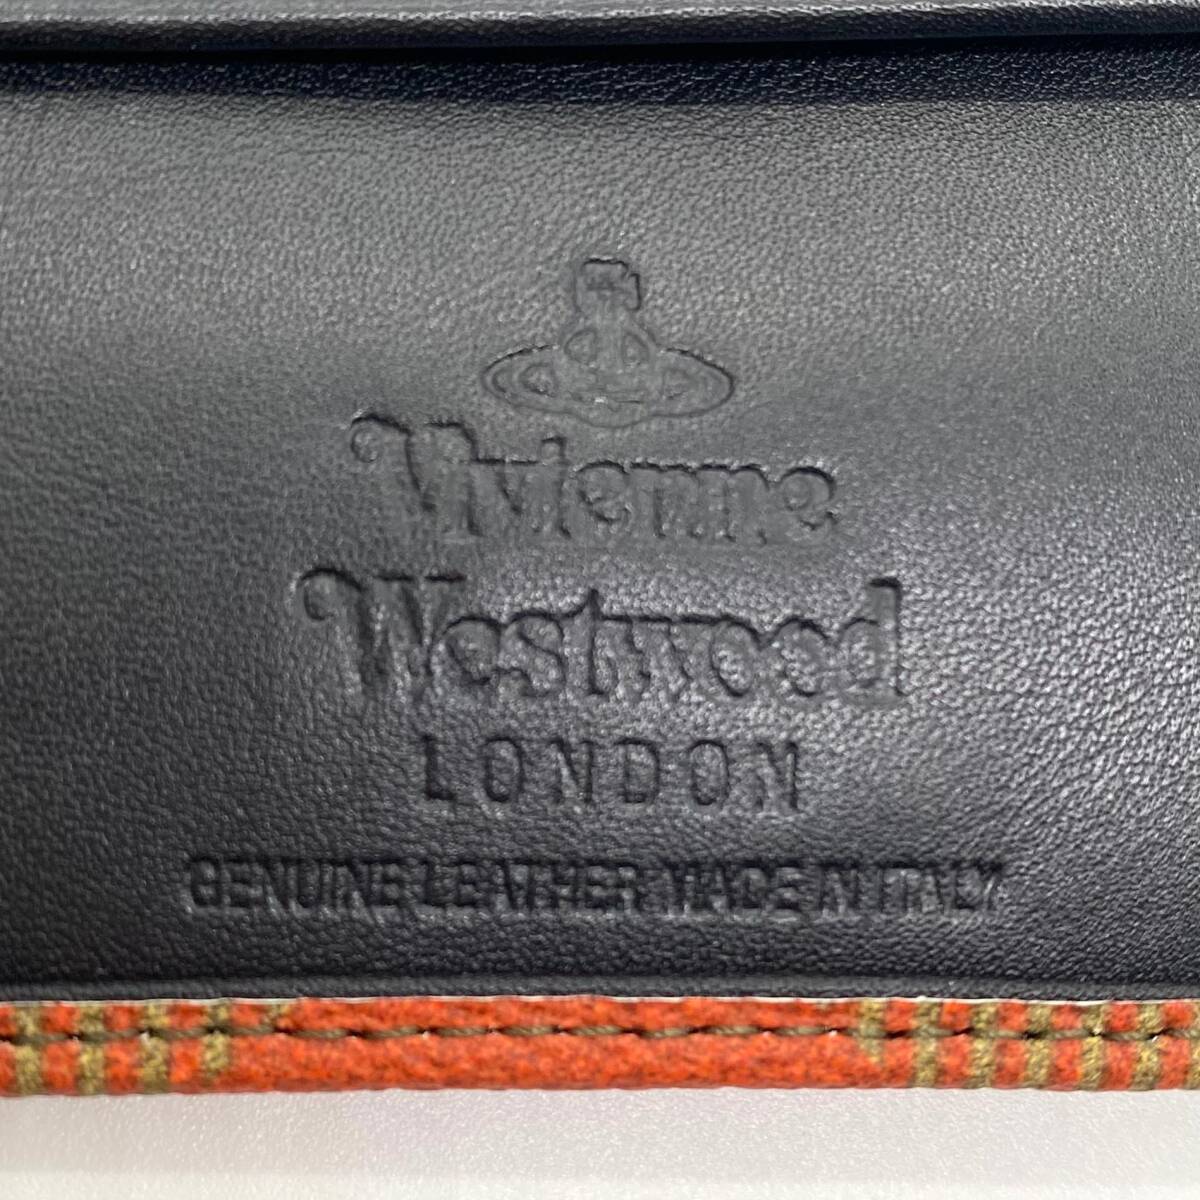 Vivienne
Westwood
LONDON
GENUINE LEATHER MADE IN ITALY